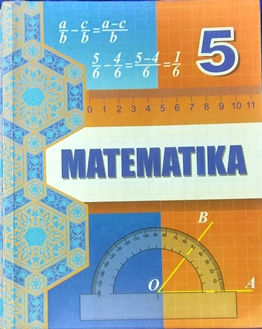 a/b - c/b = a-c/b
5/6 - 4/6 = 5-4/6 = 1/6
5
0 1 2 3 4 5 6 7 8 9 10 11
MATEMATIKA
B
O
A